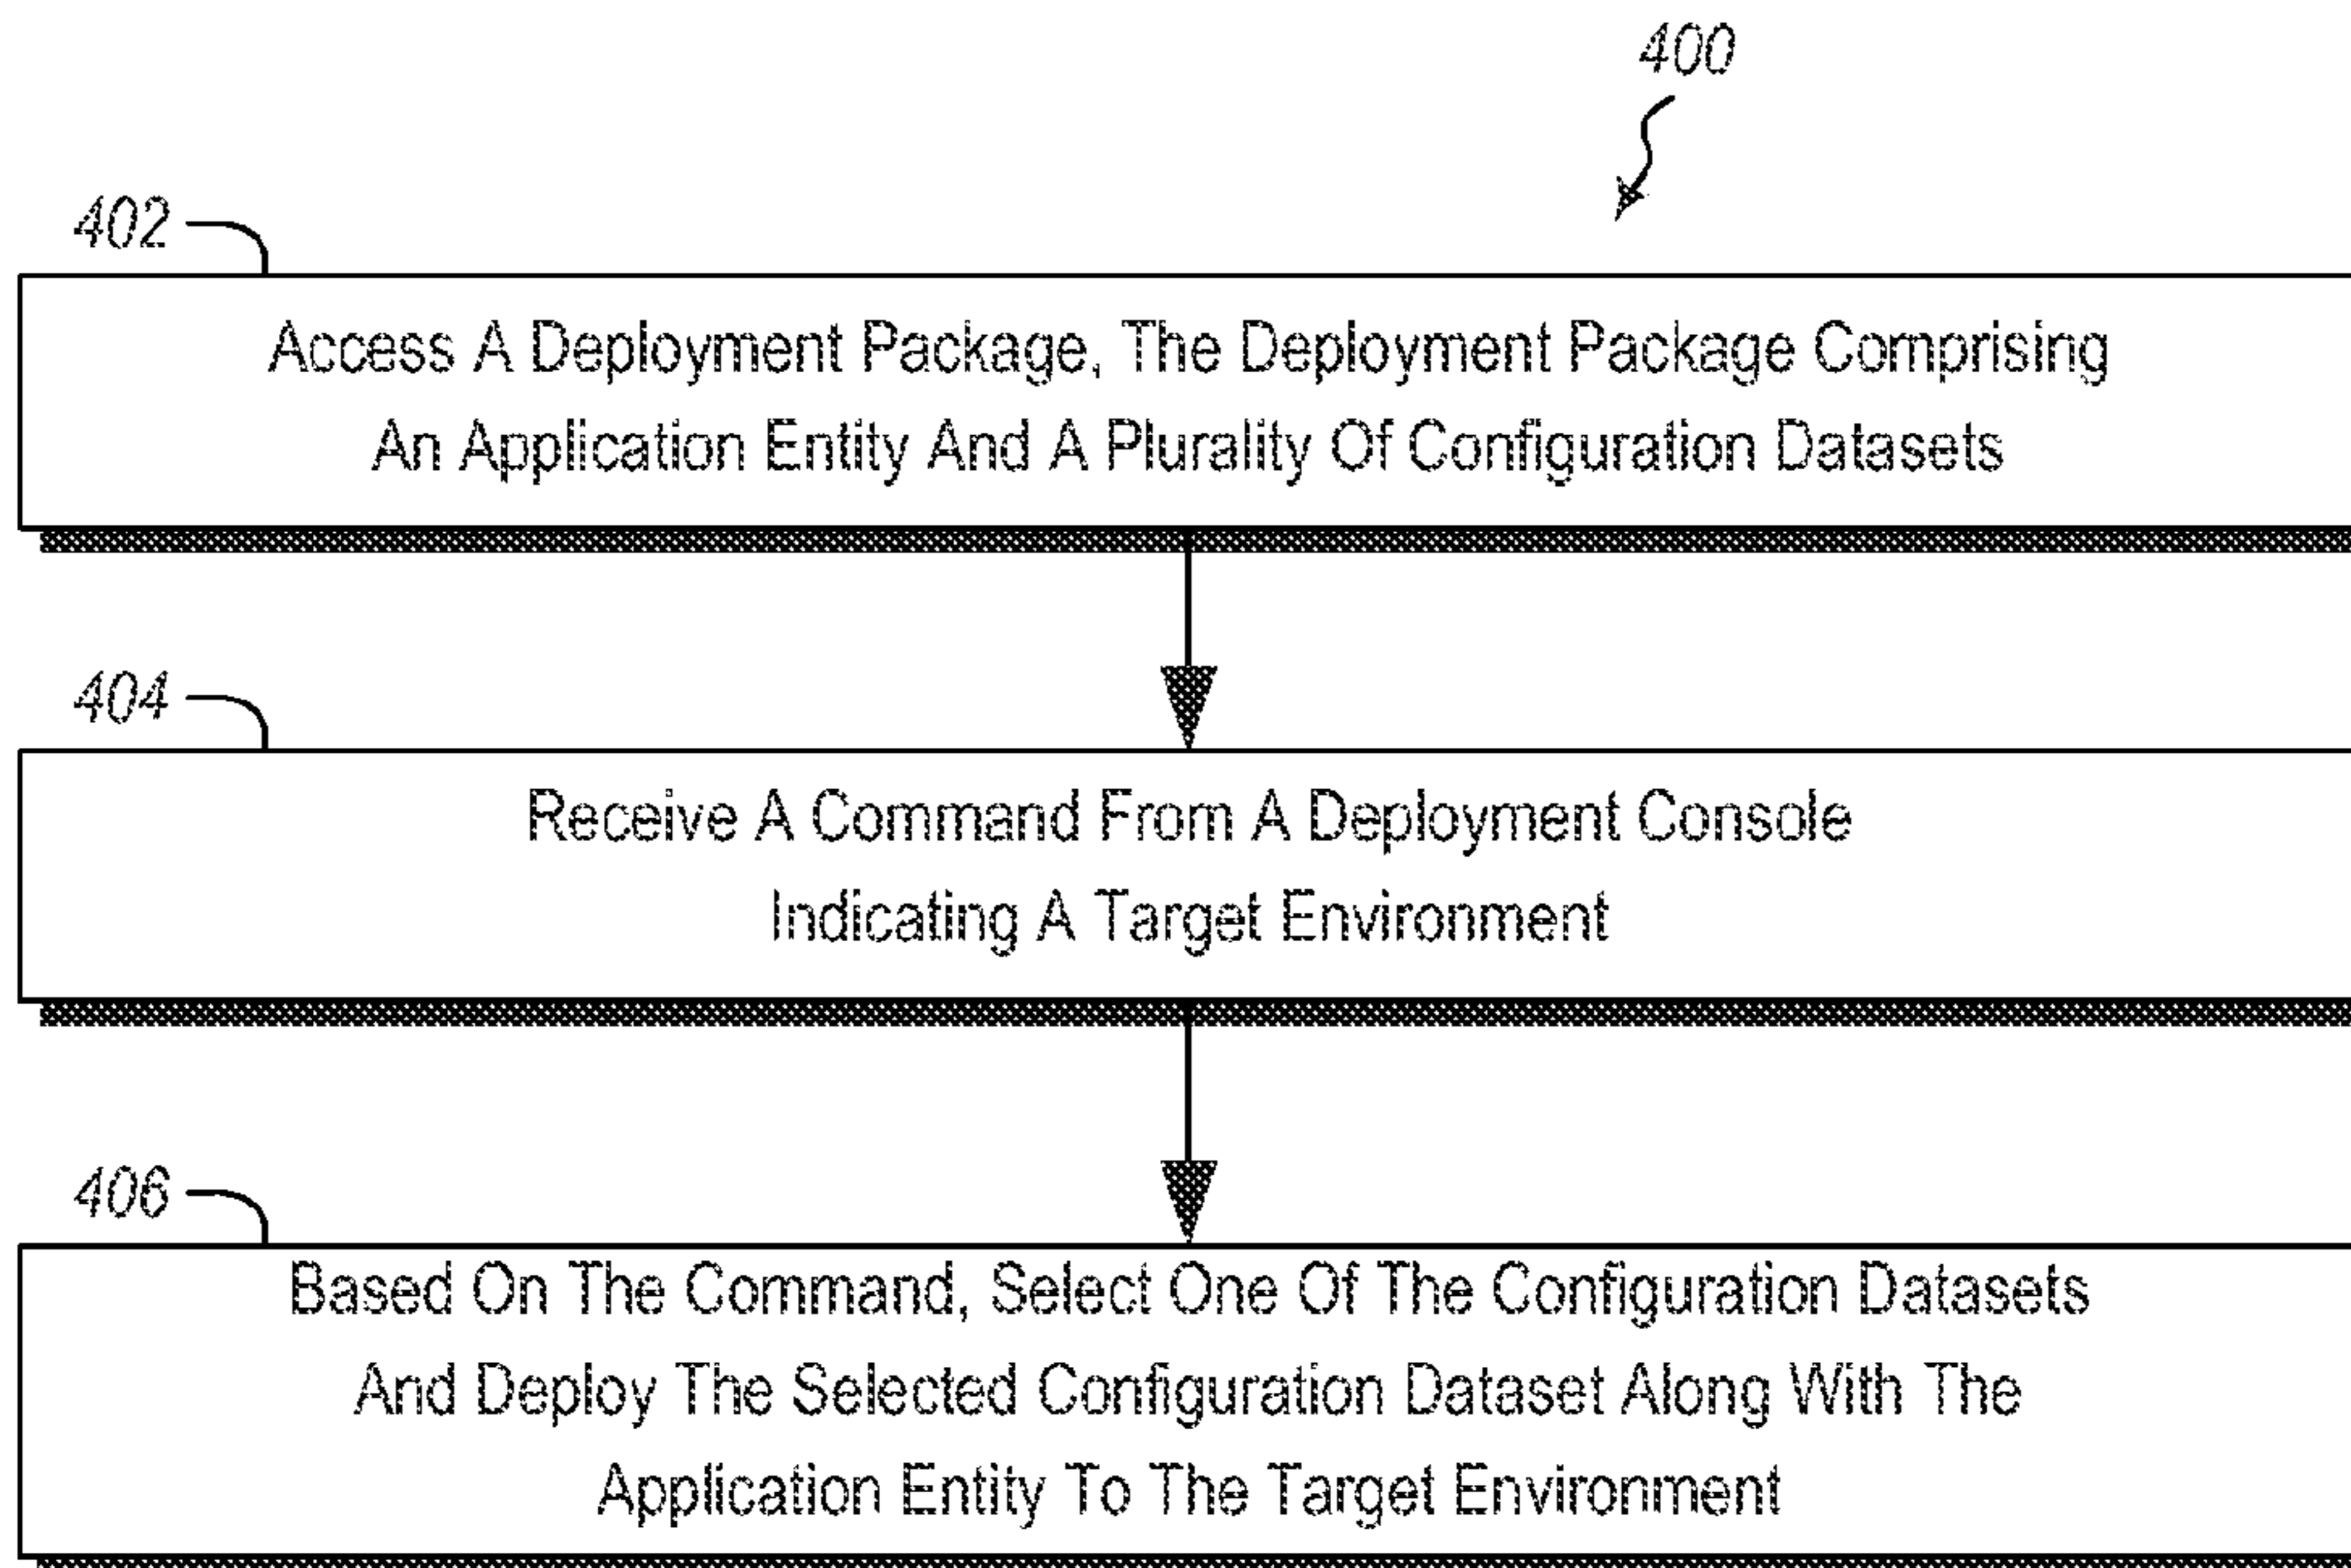 400
402
Access A Deployment Package, The Deployment Package Comprising
An Application Entity And A Plurality Of Configuration Datasets
404
Receive A Command From A Deployment Console
Indicating A Target Environment
406
Based On The Command, Select One Of The Configuration Datasets
And Deploy The Selected Configuration Dataset Along With The
Application Entity To The Target Environment